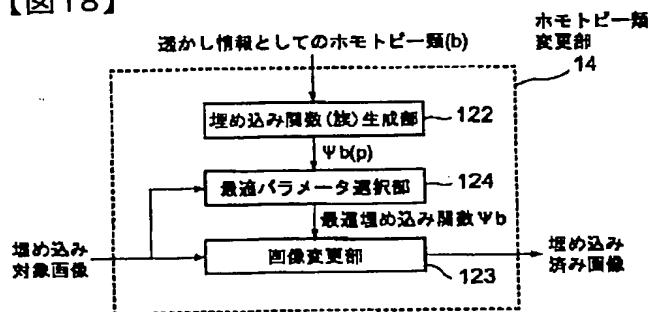 【図18】
透かし情報としてのホモトピー類(b)
ホモトピー類
変更部
14
埋め込み関数(族)生成部
122
Ψb(p)
最適パラメータ選択部
124
最適埋め込み関数Ψb
埋め込み
対象画像
画像変更部
123
埋め込み
済み画像